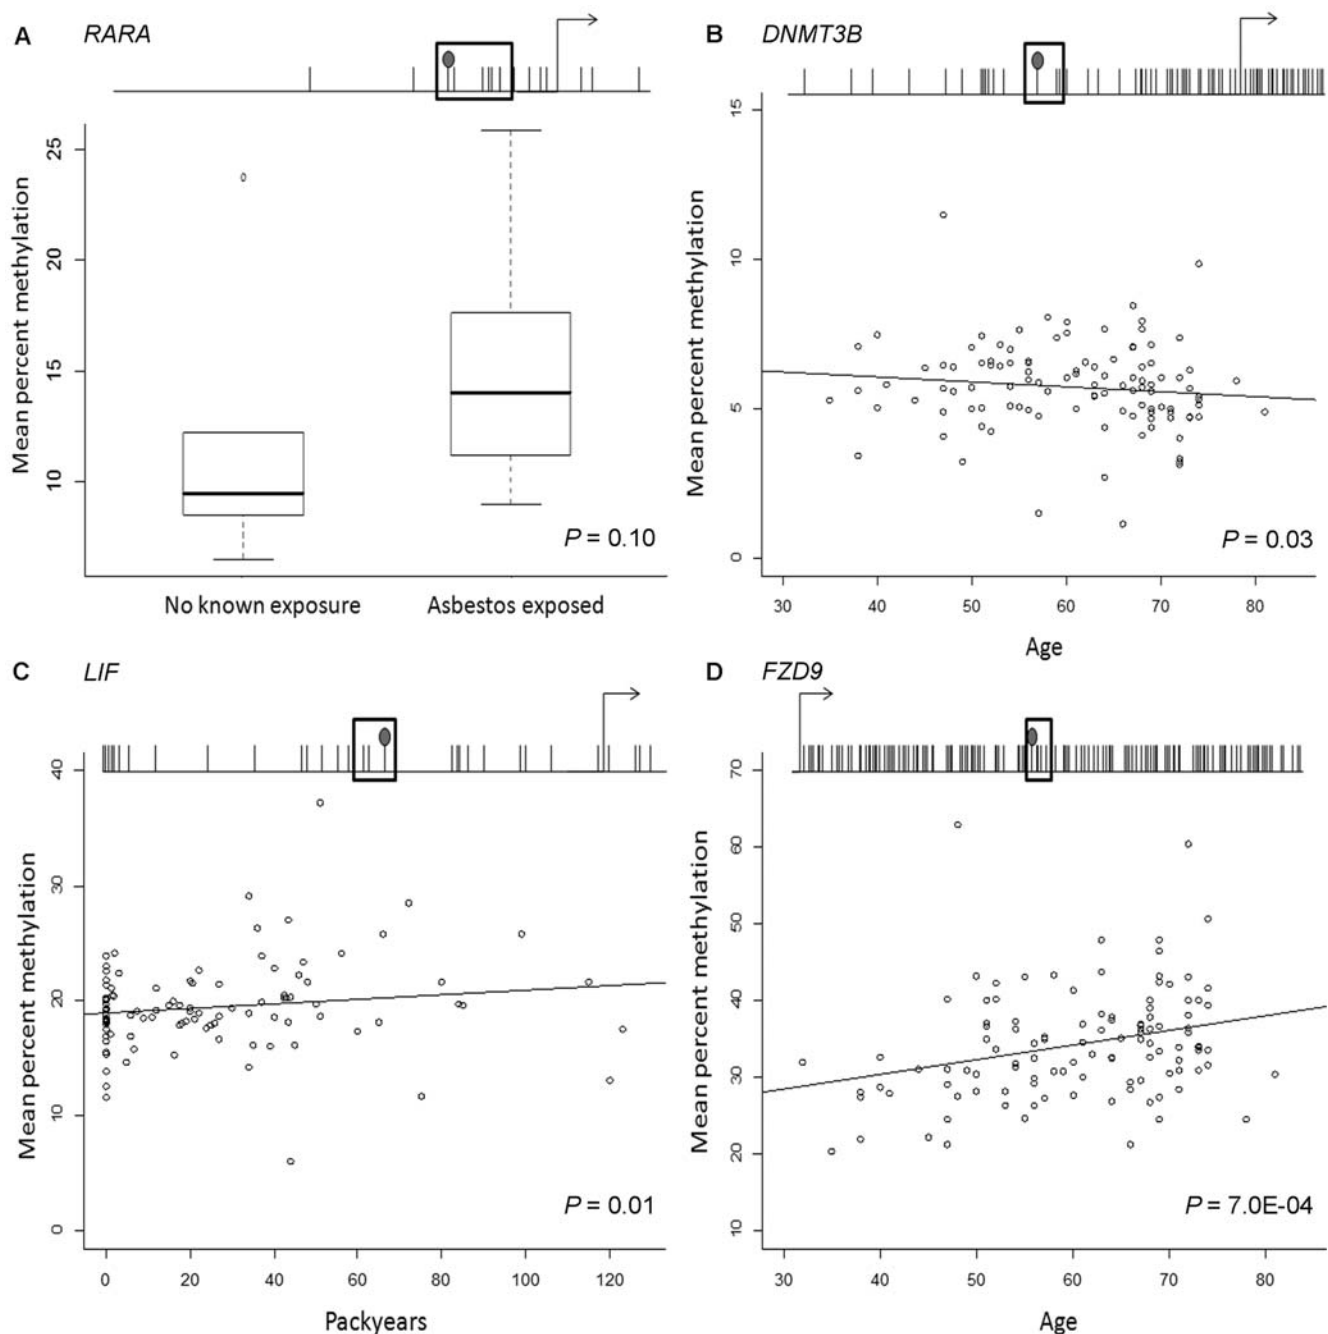 A RARA
Mean percent methylation
25
20
15
10
No known exposure
Asbestos exposed
P = 0.10
B DNMT3B
Mean percent methylation
15
10
5
0
30 40 50 60 70 80
Age
P = 0.03
C LIF
Mean percent methylation
40
30
20
10
0
0 20 40 60 80 100 120
Packyears
P = 0.01
D FZD9
Mean percent methylation
70
60
50
40
30
20
10
30 40 50 60 70 80
Age
P = 7.0E-04